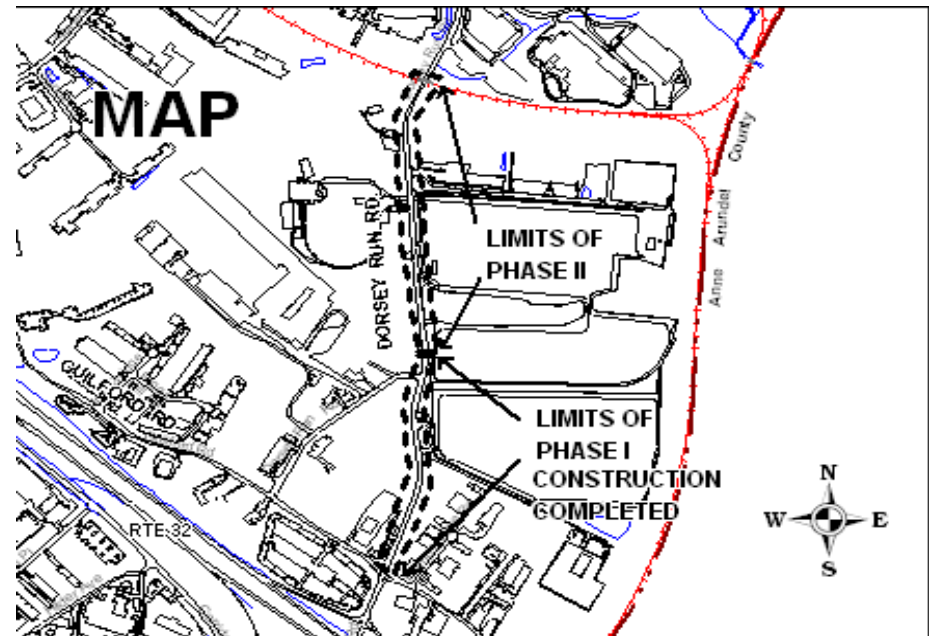 MAP
County
Anne Arundel
DORSEY RUN RD
LIMITS OF
PHASE II
GUILFORD RD
LIMITS OF
PHASE I
CONSTRUCTION
COMPLETED
RTE 32
N
W
E
S